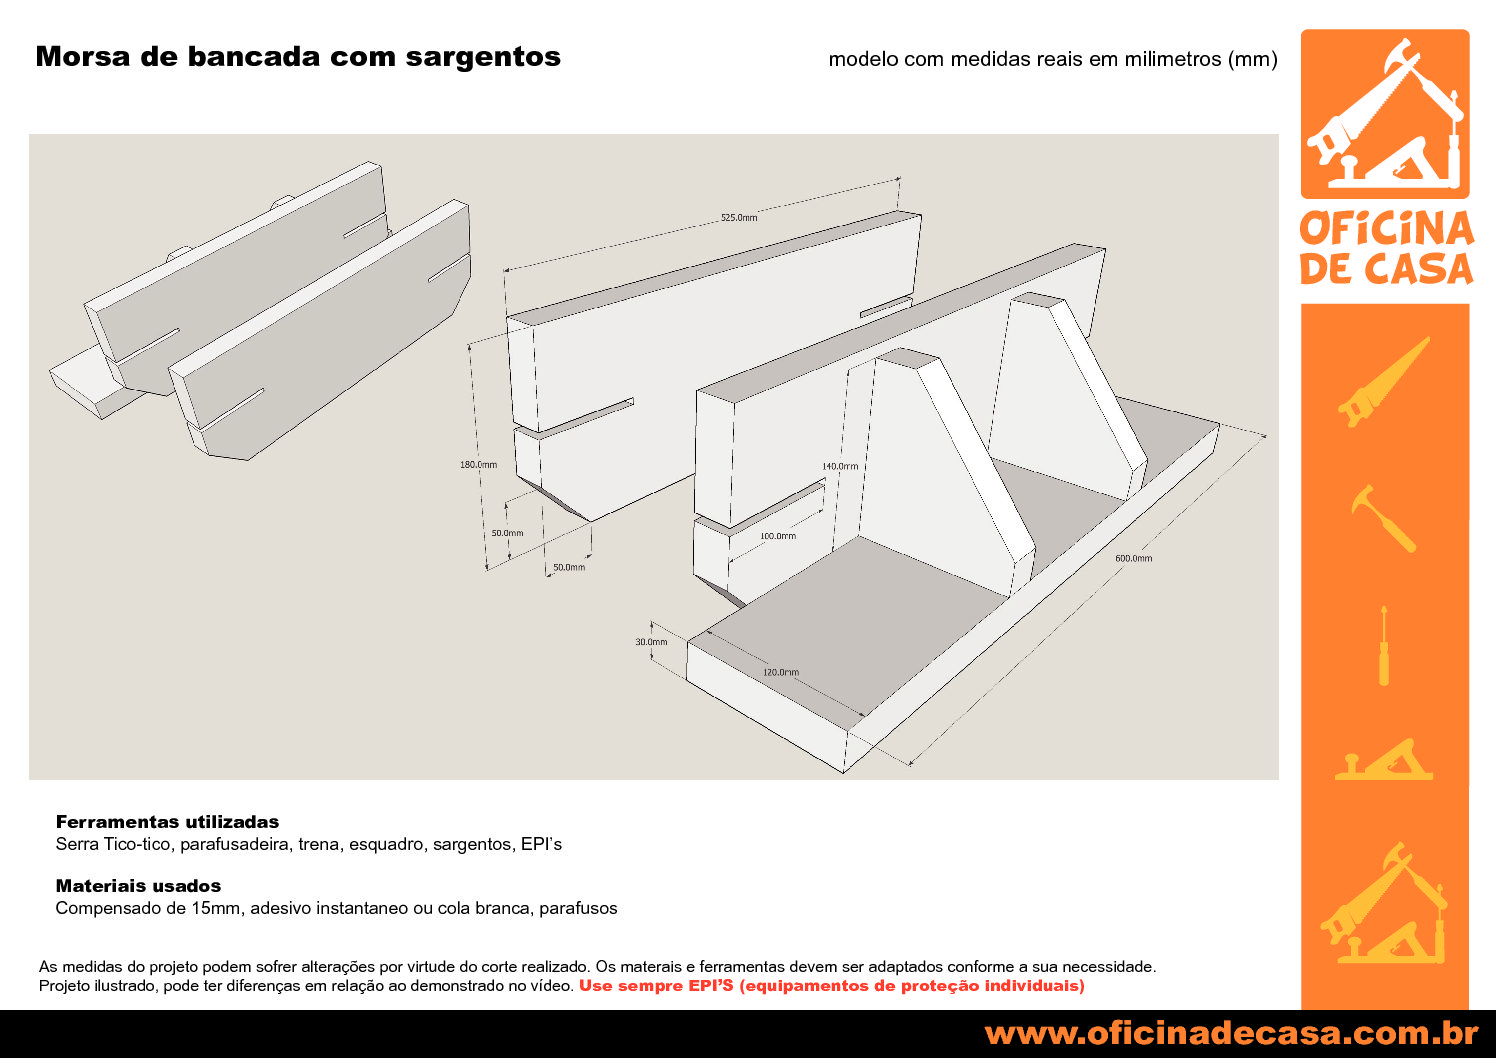 Morsa de bancada com sargentos
modelo com medidas reais em milimetros (mm)
OFiCiNA
DE CASA
525.0mm
180.0mm
140.0mm
50.0mm
100.0mm
50.0mm
600.0mm
30.0mm
120.0mm
Ferramentas utilizadas
Serra Tico-tico, parafusadeira, trena, esquadro, sargentos, EPI's
Materiais usados
Compensado de 15mm, adesivo instantaneo ou cola branca, parafusos
As medidas do projeto podem sofrer alterações por virtude do corte realizado. Os materais e ferramentas devem ser adaptados conforme a sua necessidade.
Projeto ilustrado, pode ter diferenças em relação ao demonstrado no vídeo. Use sempre EPI'S (equipamentos de proteção individuais)
www.oficinadecasa.com.br